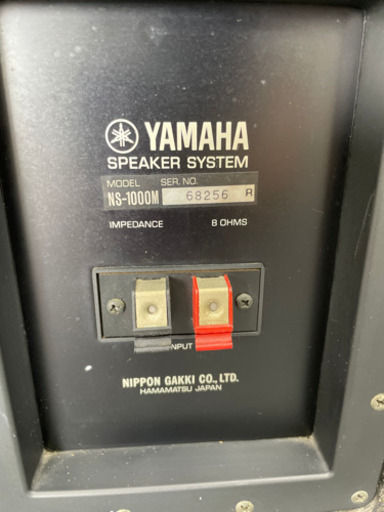 YAMAHA
SPEAKER SYSTEM
MODEL SER. NO.
NS-1000M 68256 R
IMPEDANCE 8 OHMS
INPUT
NIPPON GAKKI CO., LTD.
HAMAMATSU JAPAN